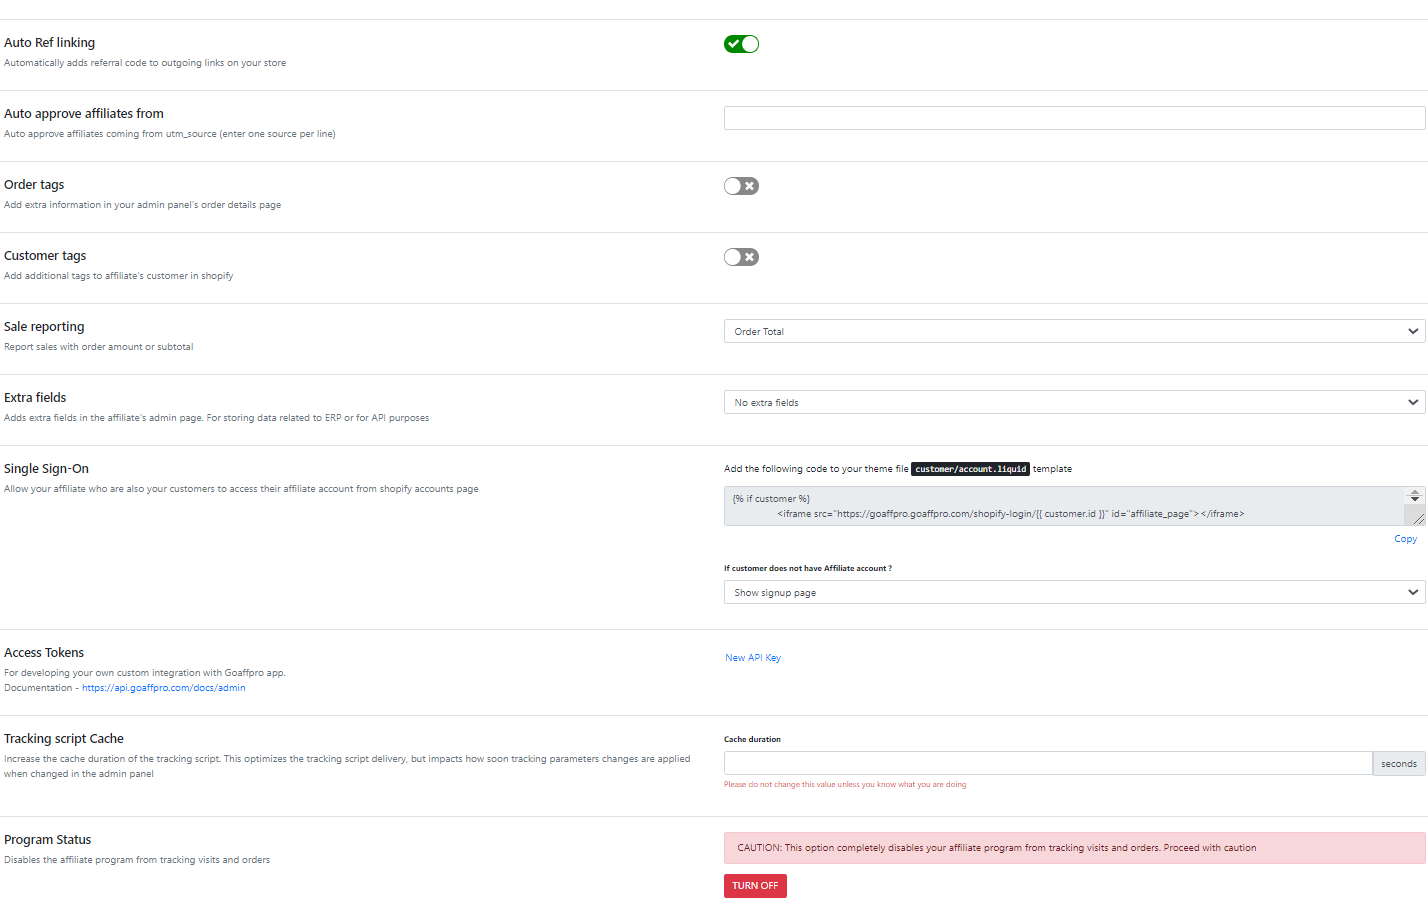 Auto Ref linking
Automatically adds referral code to outgoing links on your store
Auto approve affiliates from
Auto approve affiliates coming from utm_source (enter one source per line)
Order tags
Add extra information in your admin panel's order details page
Customer tags
Add additional tags to affiliate's customer in shopify
Sale reporting
Order Total
Report sales with order amount or subtotal
Extra fields
No extra fields
Adds extra fields in the affiliate's admin page. For storing data related to ERP or for API purposes
Single Sign-On
Allow your affiliate who are also your customers to access their affiliate account from shopify accounts page
Add the following code to your theme file customer/account.liquid template
{% if customer %}
<iframe src="https://goaffpro.goaffpro.com/shopify-login/{{ customer.id }}" id="affiliate_page"></iframe>
Copy
If customer does not have Affiliate account ?
Show signup page
Access Tokens
For developing your own custom integration with Goaffpro app.
Documentation - https://api.goaffpro.com/docs/admin
New API Key
Tracking script Cache
Increase the cache duration of the tracking script. This optimizes the tracking script delivery, but impacts how soon tracking parameters changes are applied
when changed in the admin panel
Cache duration
seconds
Please do not change this value unless you know what you are doing
Program Status
Disables the affiliate program from tracking visits and orders
CAUTION: This option completely disables your affiliate program from tracking visits and orders. Proceed with caution
TURN OFF